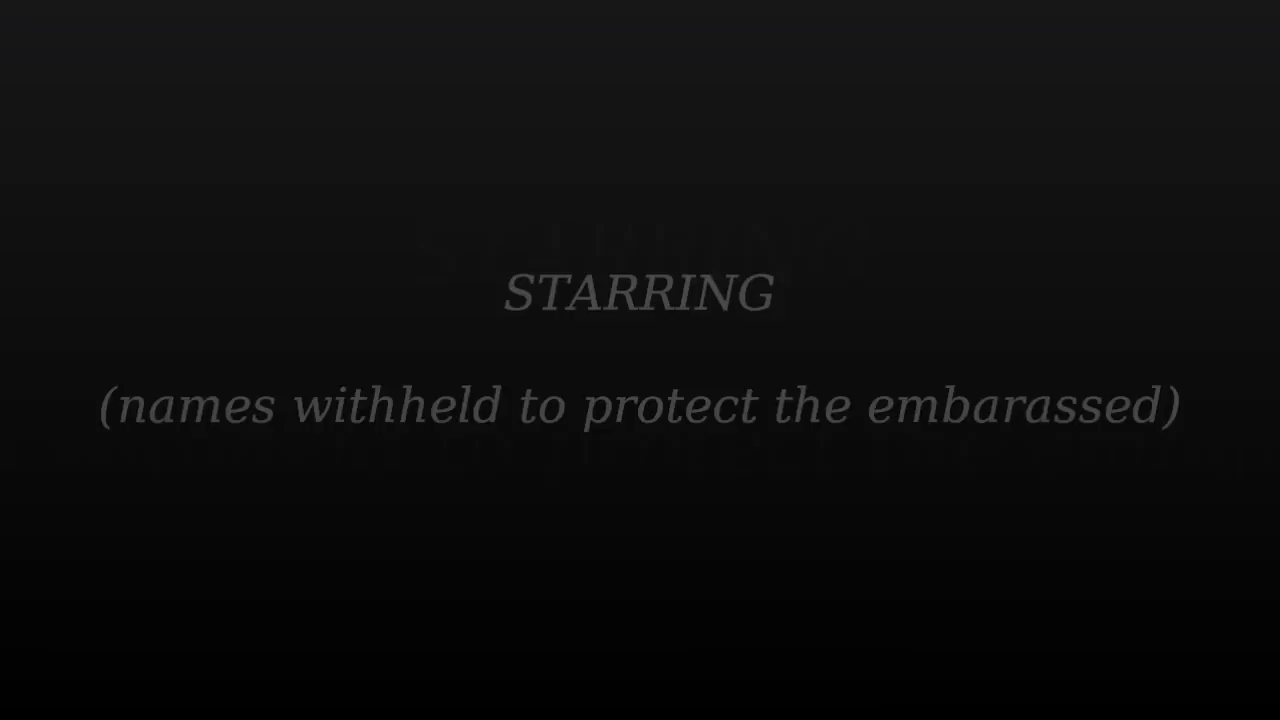 STARRING
(names withheld to protect the embarassed)